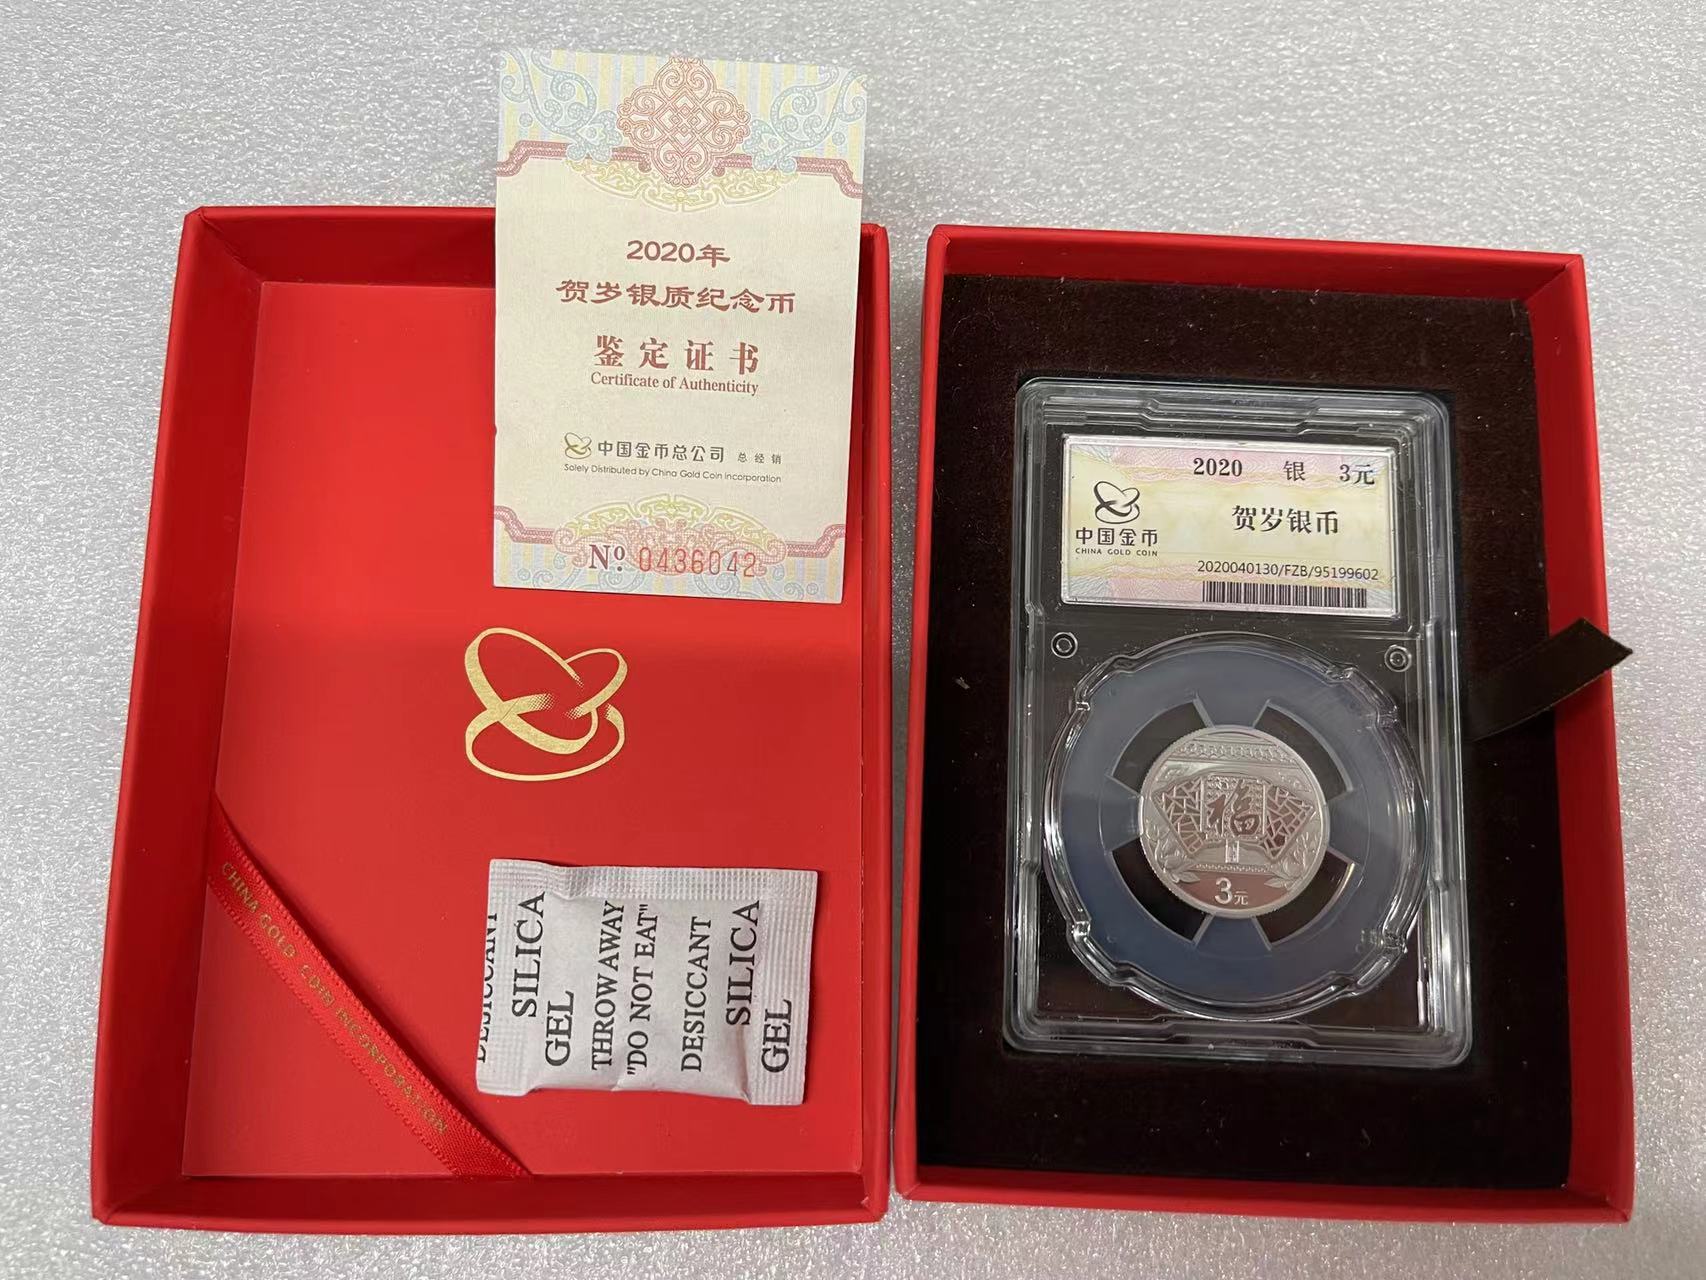 2020年
贺岁银质纪念币
鉴定证书
Certificate of Authenticity
中国金币总公司 总经销
Solely Distributed by China Gold Coin Incorporation
Nº. 0436042
CHINA GOLD COIN INCORPORATION
DESICCANT
SILICA
GEL
THROW AWAY
"DO NOT EAT"
DESICCANT
SILICA
GEL
2020 银 3元
中国金币
CHINA GOLD COIN
贺岁银币
2020040130/FZB/95199602
福
3元